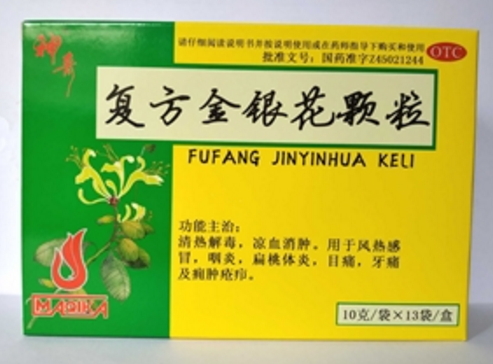 神奇
请仔细阅读说明书并按说明使用或在药师指导下购买和使用
批准文号：国药准字Z45021244
OTC
复方金银花颗粒
FUFANG JINYINHUA KELI
功能主治：
清热解毒，凉血消肿。用于风热感
冒，咽炎，扁桃体炎，目痛，牙痛
及痈肿疮疖。
10克/袋×13袋/盒